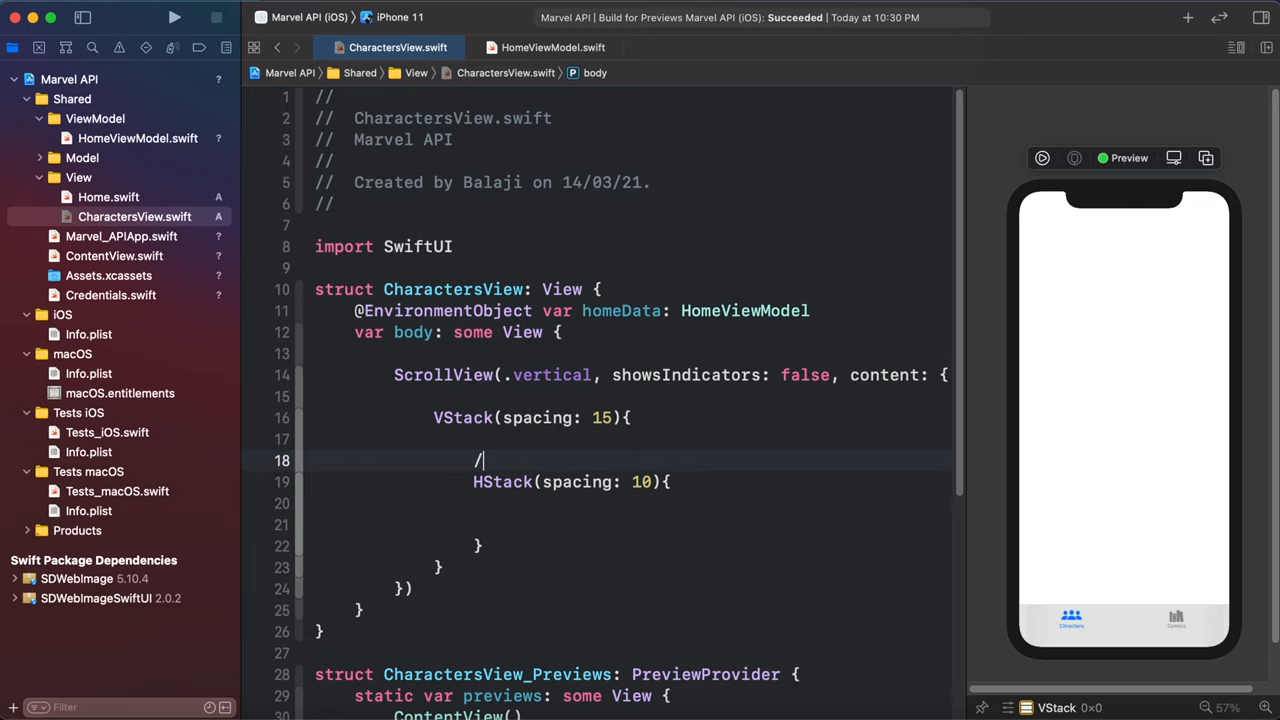 Marvel API (iOS) › iPhone 11
Marvel API | Build for Previews Marvel API (iOS): Succeeded | Today at 10:30 PM
CharactersView.swift
HomeViewModel.swift
Marvel API › Shared › View › CharactersView.swift › P body
Marvel API ?
Shared
ViewModel
HomeViewModel.swift ?
Model
View
Home.swift A
CharactersView.swift A
Marvel_APIApp.swift ?
ContentView.swift ?
Assets.xcassets ?
Credentials.swift ?
iOS
Info.plist
macOS
Info.plist
macOS.entitlements
Tests iOS
Tests_iOS.swift
Info.plist
Tests macOS
Tests_macOS.swift
Info.plist
Products
Swift Package Dependencies
SDWebImage 5.10.4
SDWebImageSwiftUI 2.0.2
Filter
1 //
2 // CharactersView.swift
3 // Marvel API
4 //
5 // Created by Balaji on 14/03/21.
6 //
7
8 import SwiftUI
9
10 struct CharactersView: View {
11 @EnvironmentObject var homeData: HomeViewModel
12 var body: some View {
13
14 ScrollView(.vertical, showsIndicators: false, content: {
15
16 VStack(spacing: 15){
17
18 /
19 HStack(spacing: 10){
20
21
22 }
23 }
24 })
25 }
26 }
27
28 struct CharactersView_Previews: PreviewProvider {
29 static var previews: some View {
30 ContentView()
Preview
Chracters
Comics
VStack 0×0
57%